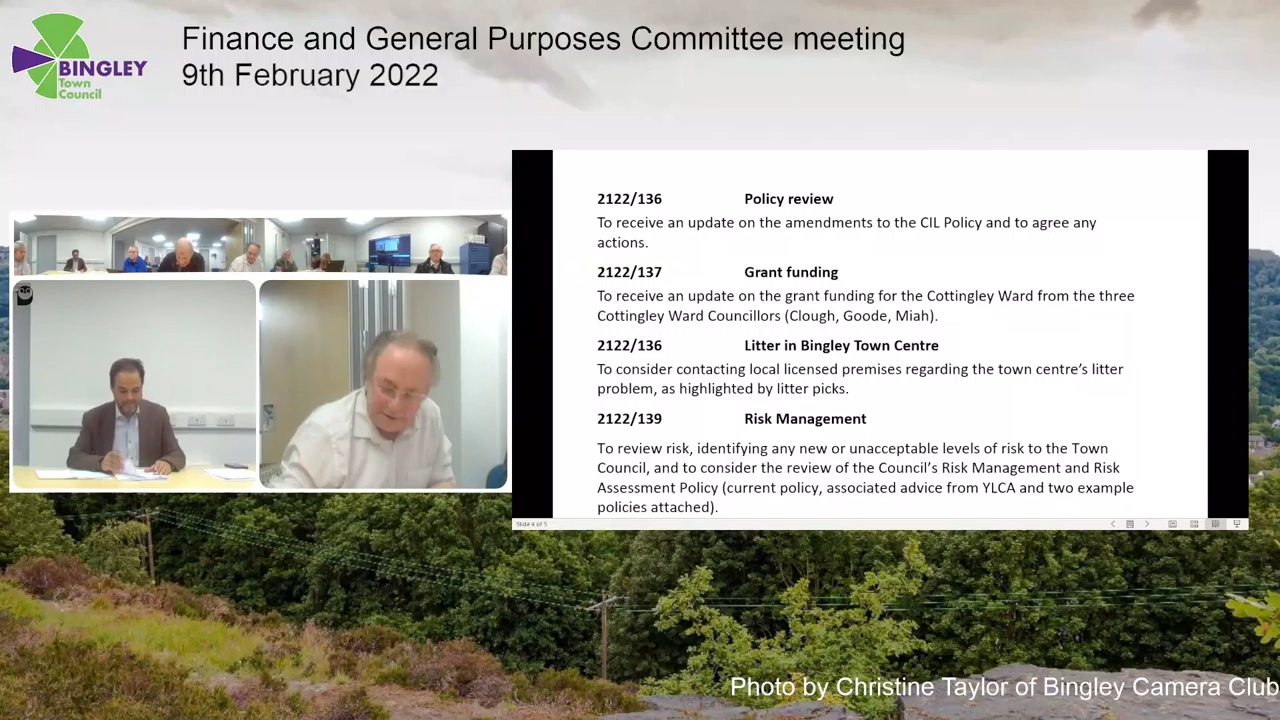 BINGLEY
Town
Council
Finance and General Purposes Committee meeting
9th February 2022
2122/136 Policy review
To receive an update on the amendments to the CIL Policy and to agree any
actions.
2122/137 Grant funding
To receive an update on the grant funding for the Cottingley Ward from the three
Cottingley Ward Councillors (Clough, Goode, Miah).
2122/136 Litter in Bingley Town Centre
To consider contacting local licensed premises regarding the town centre's litter
problem, as highlighted by litter picks.
2122/139 Risk Management
To review risk, identifying any new or unacceptable levels of risk to the Town
Council, and to consider the review of the Council's Risk Management and Risk
Assessment Policy (current policy, associated advice from YLCA and two example
policies attached).
Slide 4 of 5
Photo by Christine Taylor of Bingley Camera Club